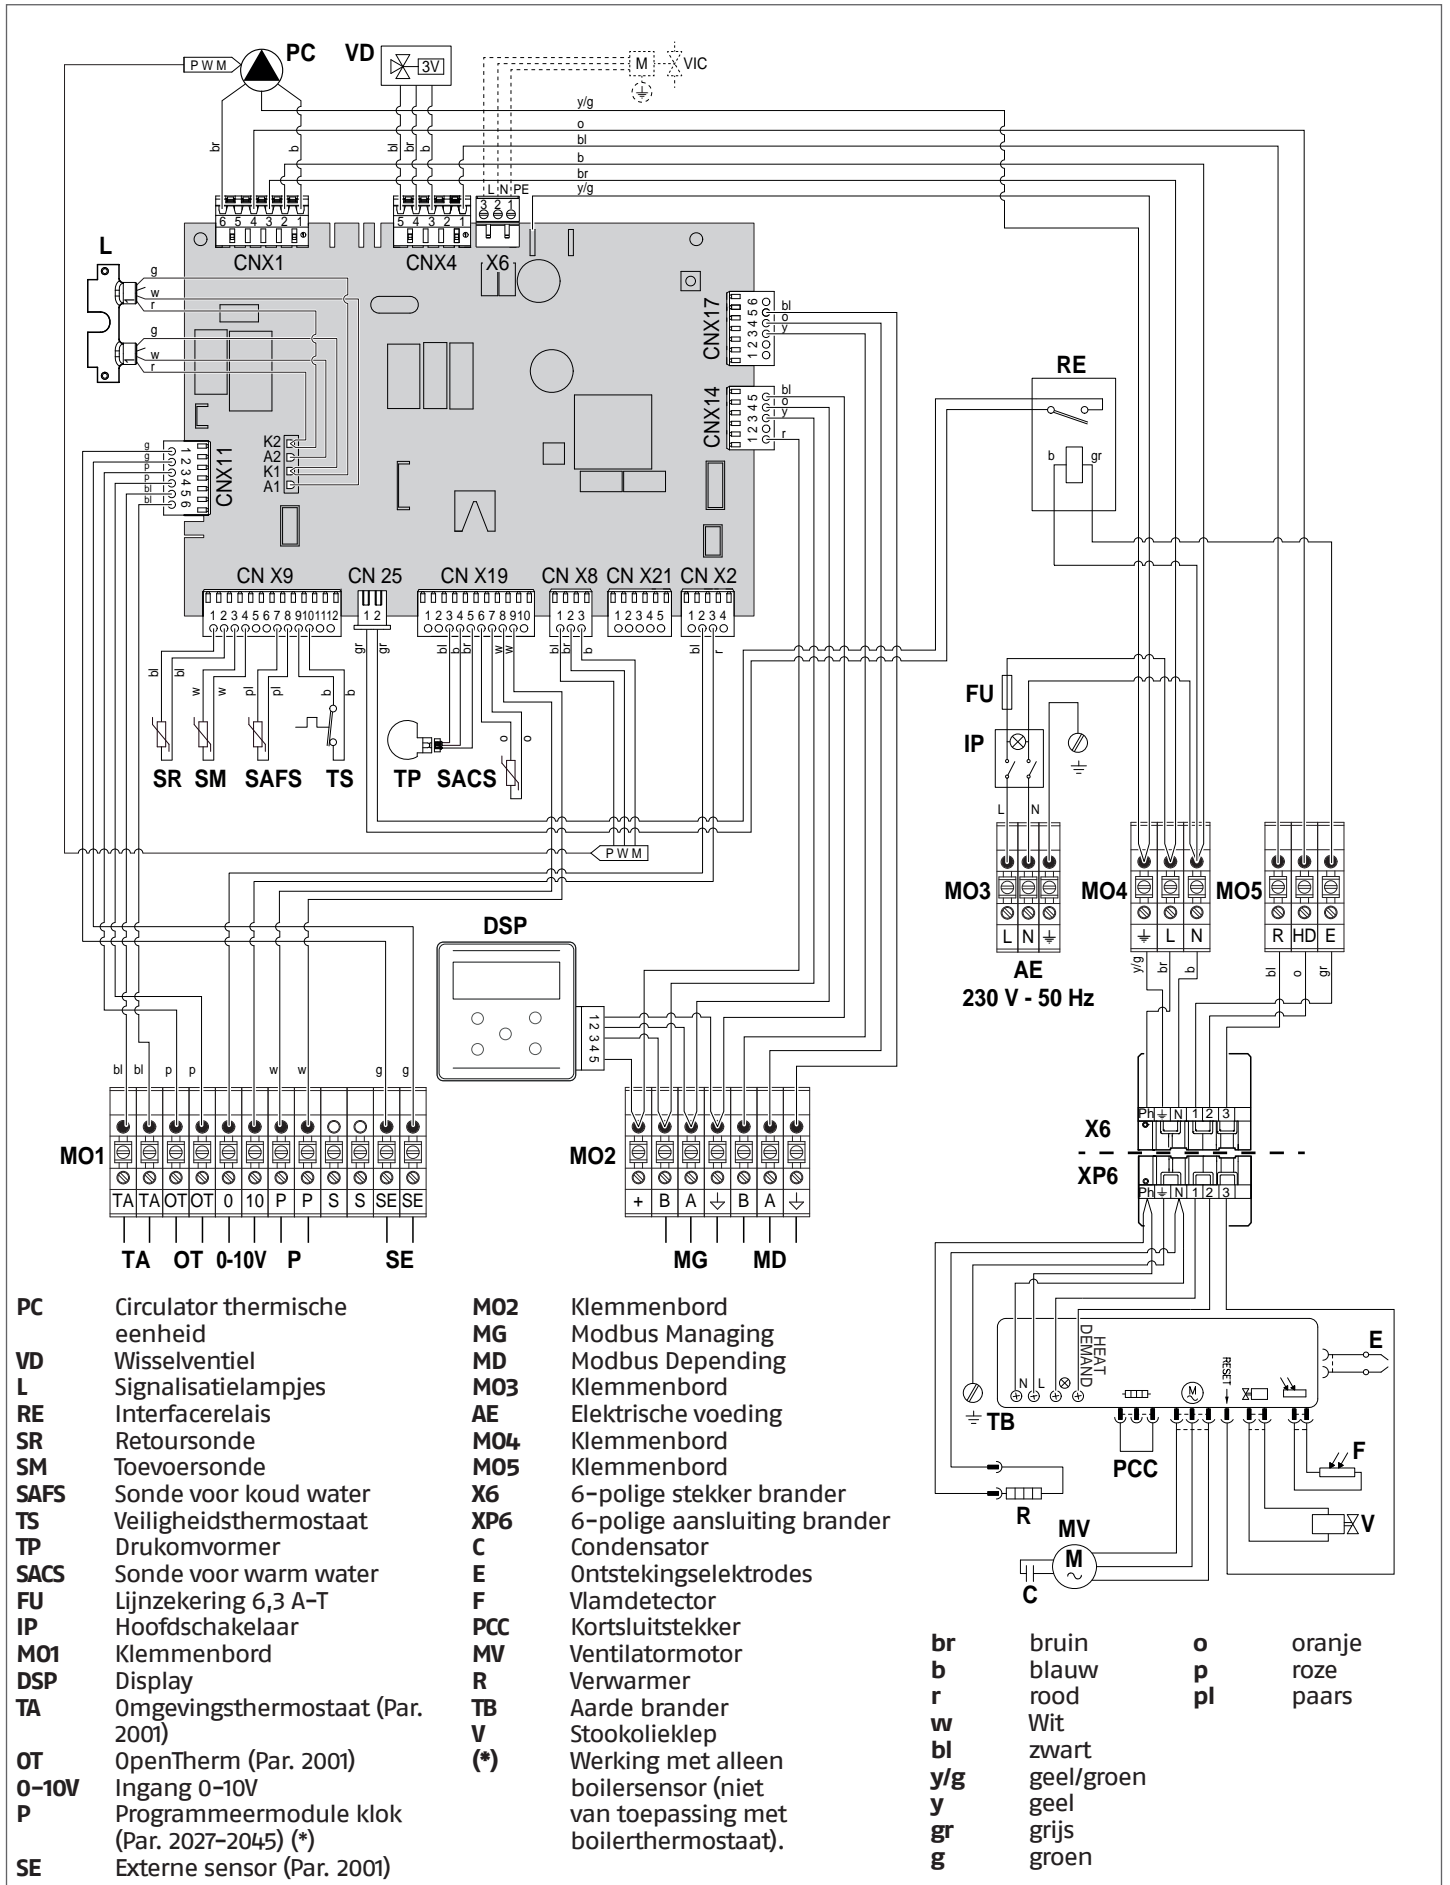 PC
VD
P W M
3V
M
VIC
y/g
o
bl
b
br
y/g
br
b
bl
br
b
L N PE
6 5 4 3 2 1
5 4 3 2 1
3 2 1
CNX1
CNX4
X6
L
g
w
r
g
w
r
CNX17
1 2 3 4 5 6
bl
o
y
CNX14
1 2 3 4 5
bl
o
y
r
RE
b
gr
K2
A2
K1
A1
CNX11
1 2 3 4 5 6
g
g
p
p
bl
bl
CN X9
CN 25
CN X19
CN X8
CN X21
CN X2
1 2 3 4 5 6 7 8 9 10 11 12
1 2
1 2 3 4 5 6 7 8 9 10
1 2 3
1 2 3 4 5
1 2 3 4
bl
bl
w
w
pl
pl
b
b
gr
gr
bl
b
br
w
w
o
o
bl
br
b
bl
r
SR
SM
SAFS
TS
TP
SACS
FU
IP
L
N
P W M
MO3
MO4
MO5
L N
L N
R HD E
AE
230 V - 50 Hz
y/g
br
b
bl
o
gr
DSP
1 2 3 4 5
bl
bl
p
p
w
w
g
g
MO1
MO2
TA TA OT OT 0 10 P P S S SE SE
+ B A B A
TA
OT
0-10V
P
SE
MG
MD
Ph N 1 2 3
X6
XP6
Ph N 1 2 3
HEAT DEMAND
N L
RESET
M
E
TB
PCC
F
R
MV
M
V
C
PC Circulator thermische
eenheid
VD Wisselventiel
L Signalisatielampjes
RE Interfacerelais
SR Retoursonde
SM Toevoersonde
SAFS Sonde voor koud water
TS Veiligheidsthermostaat
TP Drukomvormer
SACS Sonde voor warm water
FU Lijnzekering 6,3 A-T
IP Hoofdschakelaar
MO1 Klemmenbord
DSP Display
TA Omgevingsthermostaat (Par.
2001)
OT OpenTherm (Par. 2001)
0-10V Ingang 0-10V
P Programmeermodule klok
(Par. 2027-2045) (*)
SE Externe sensor (Par. 2001)
MO2 Klemmenbord
MG Modbus Managing
MD Modbus Depending
MO3 Klemmenbord
AE Elektrische voeding
MO4 Klemmenbord
MO5 Klemmenbord
X6 6-polige stekker brander
XP6 6-polige aansluiting brander
C Condensator
E Ontstekingselektrodes
F Vlamdetector
PCC Kortsluitstekker
MV Ventilatormotor
R Verwarmer
TB Aarde brander
V Stookolieklep
(*) Werking met alleen
boilersensor (niet
van toepassing met
boilerthermostaat).
br bruin
b blauw
r rood
w Wit
bl zwart
y/g geel/groen
y geel
gr grijs
g groen
o oranje
p roze
pl paars